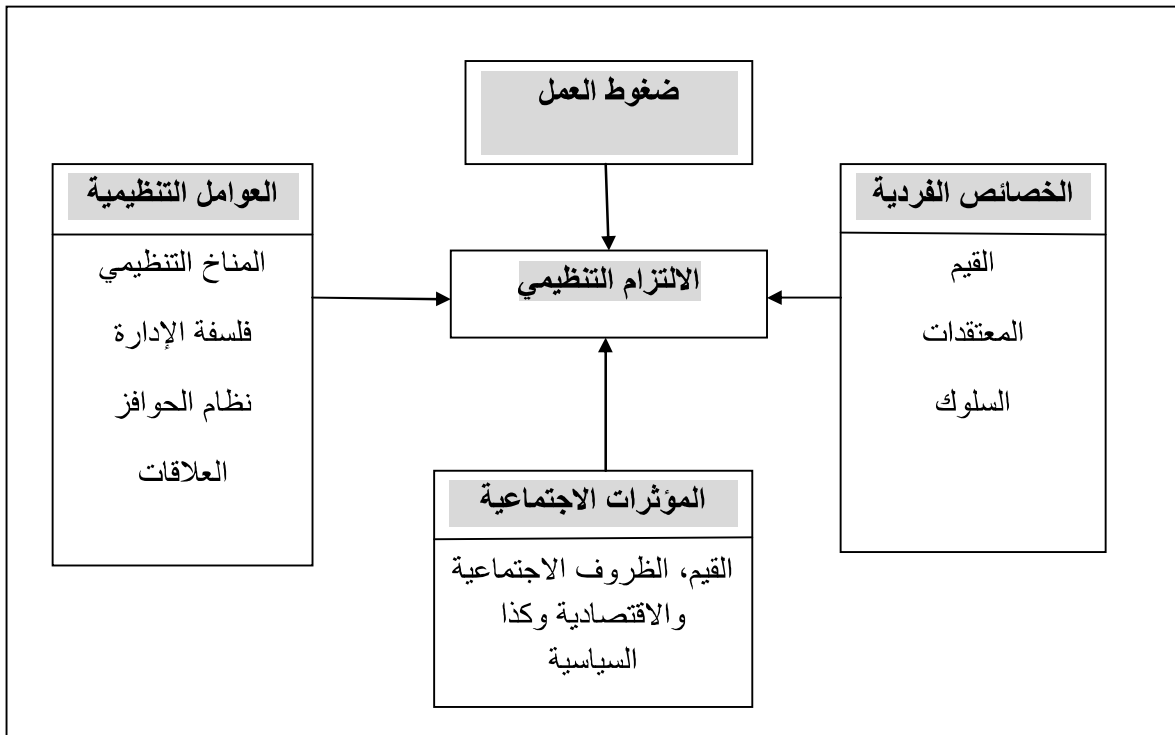 ضغوط العمل
الخصائص الفردية
القيم
المعتقدات
السلوك
العوامل التنظيمية
المناخ التنظيمي
فلسفة الإدارة
نظام الحوافز
العلاقات
الالتزام التنظيمي
المؤثرات الاجتماعية
القيم، الظروف الاجتماعية
والاقتصادية وكذا
السياسية